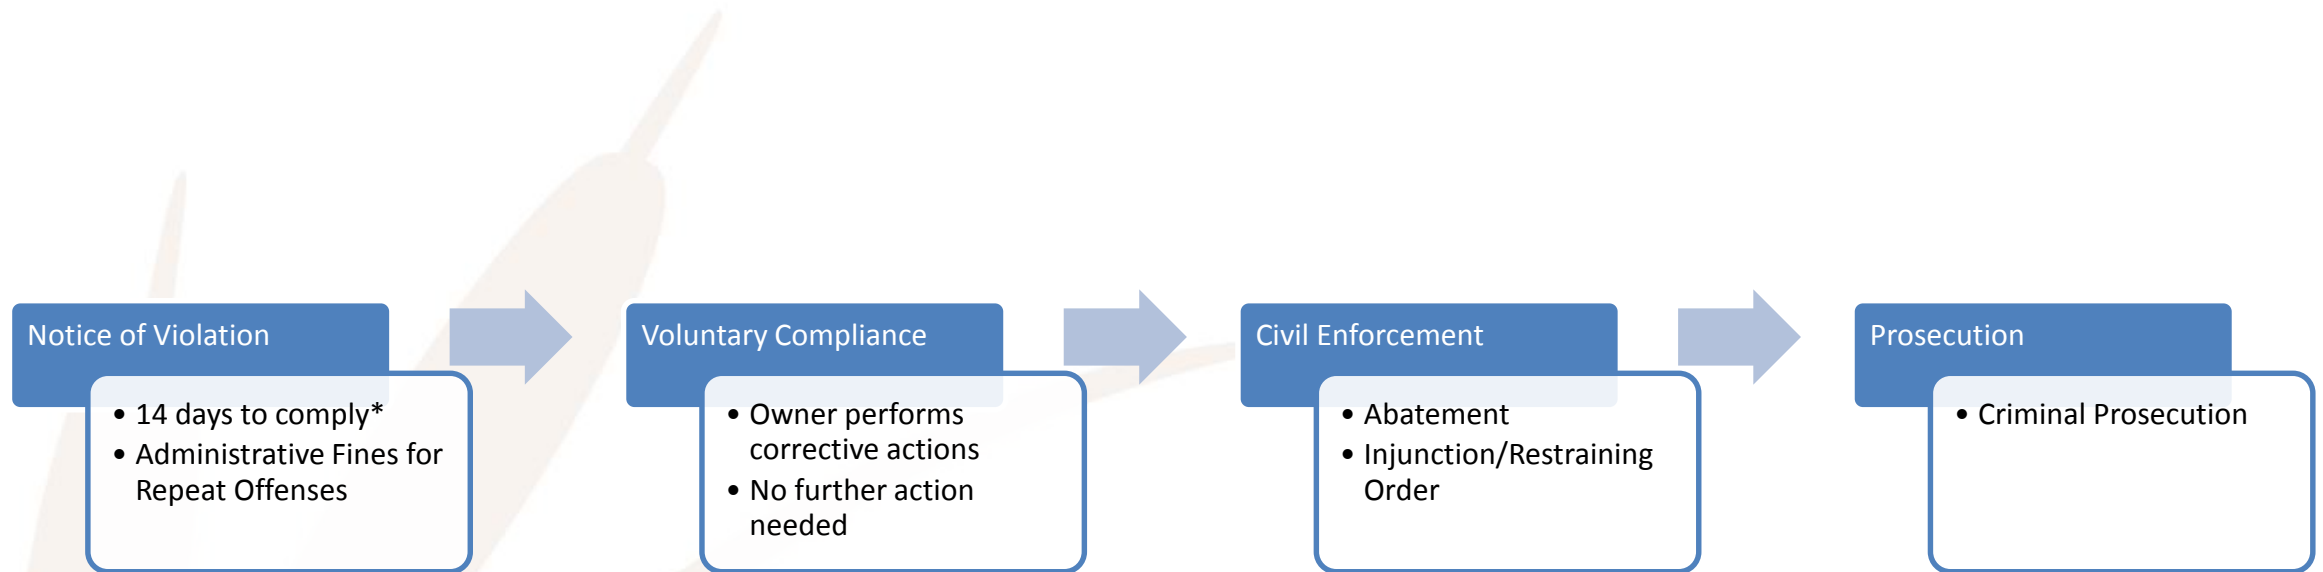 Notice of Violation
• 14 days to comply*
• Administrative Fines for
Repeat Offenses
Voluntary Compliance
• Owner performs
corrective actions
• No further action
needed
Civil Enforcement
• Abatement
• Injunction/Restraining
Order
Prosecution
• Criminal Prosecution